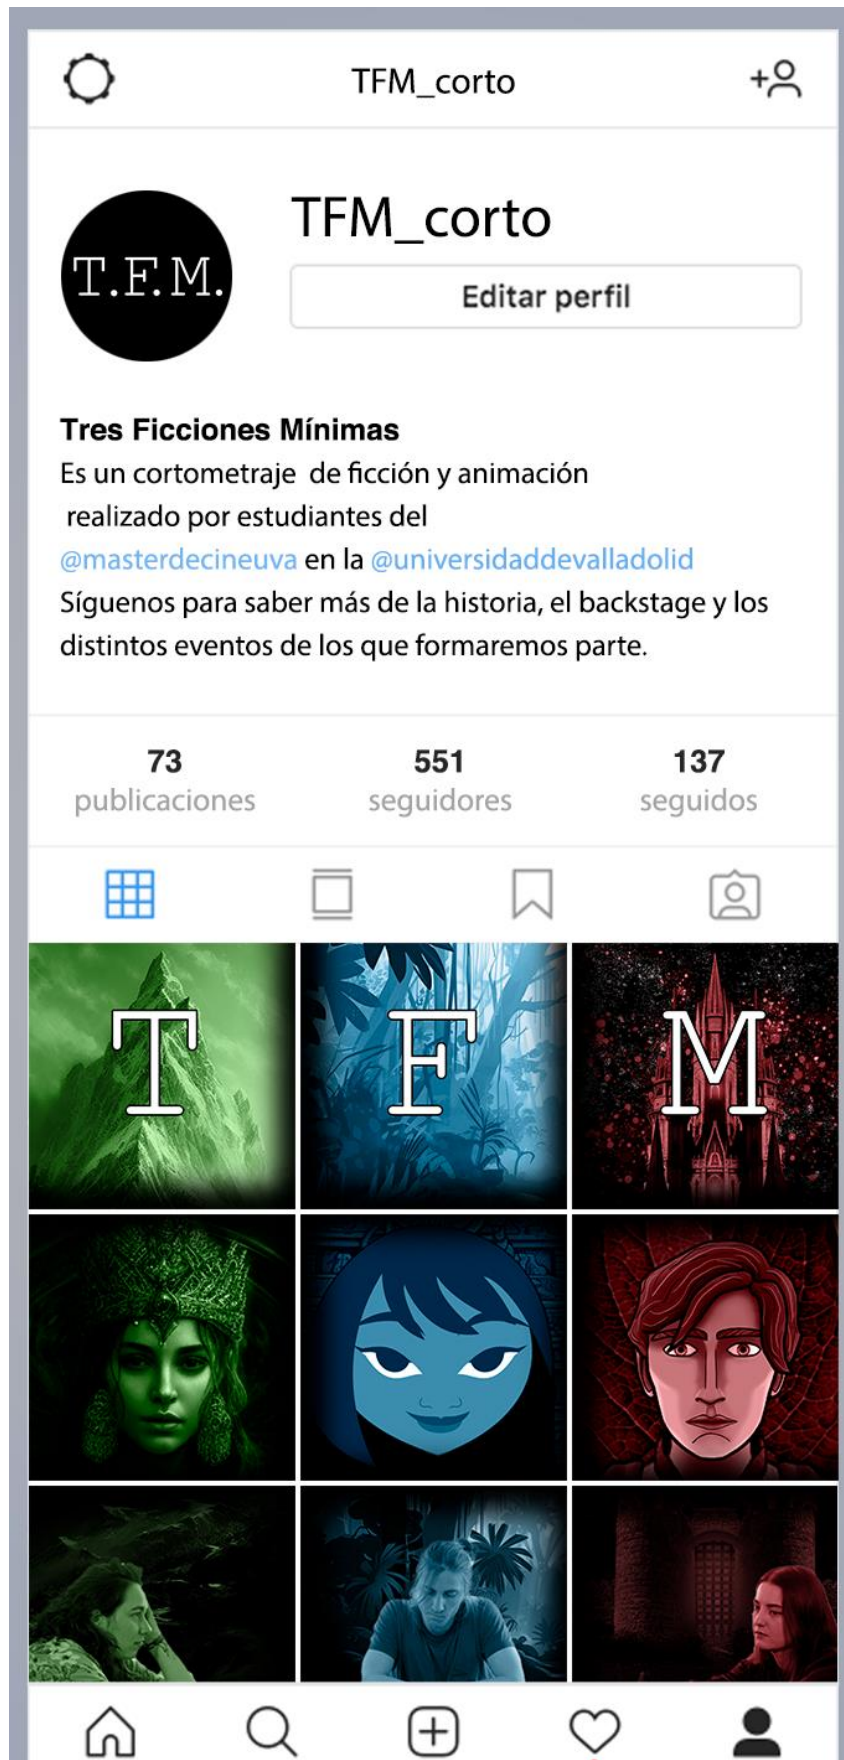 TFM_corto
T.F.M.
TFM_corto
Editar perfil
Tres Ficciones Mínimas
Es un cortometraje de ficción y animación
realizado por estudiantes del
@masterdecineuva en la @universidaddevalladolid
Síguenos para saber más de la historia, el backstage y los
distintos eventos de los que formaremos parte.
73 551 137
publicaciones seguidores seguidos
T F M